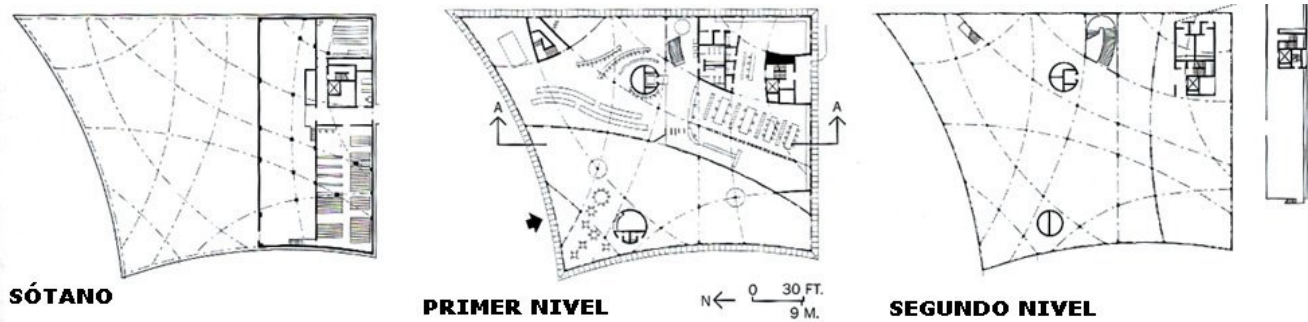 A
A
SÓTANO
PRIMER NIVEL
N
0 30 FT.
9 M.
SEGUNDO NIVEL